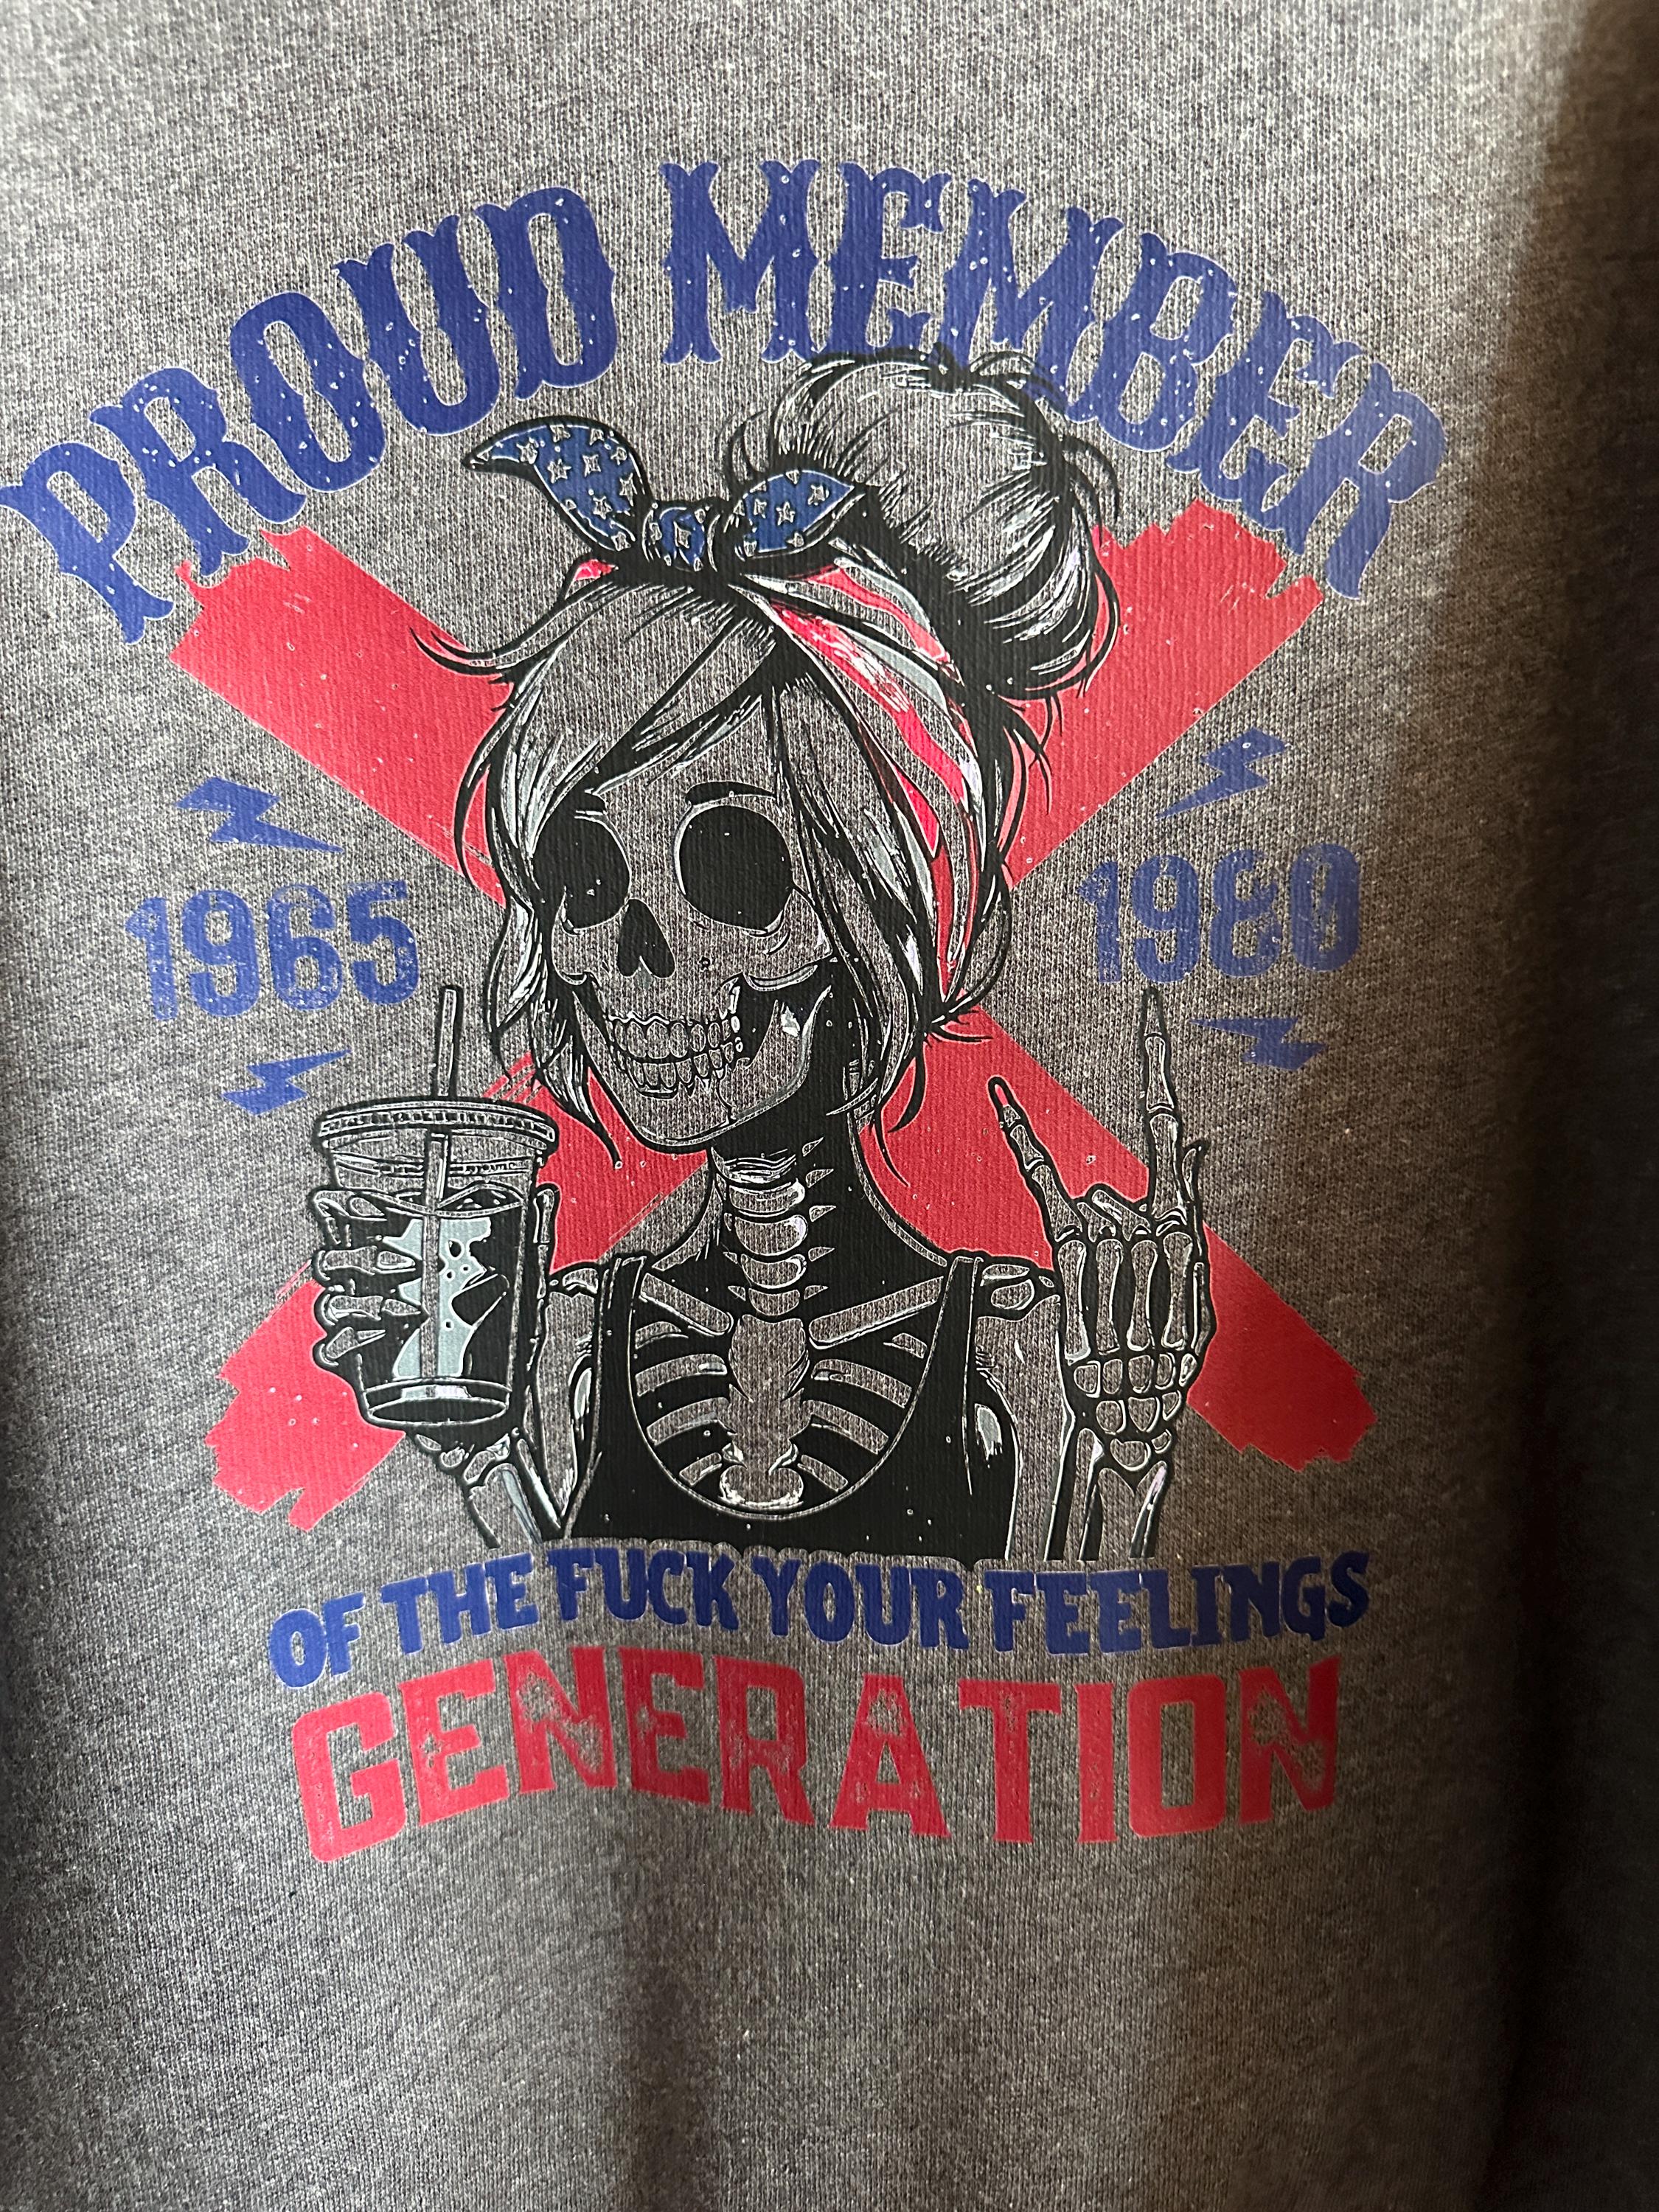 PROUD MEMBER
1965 1980
OF THE FUCK YOUR FEELINGS
GENERATION